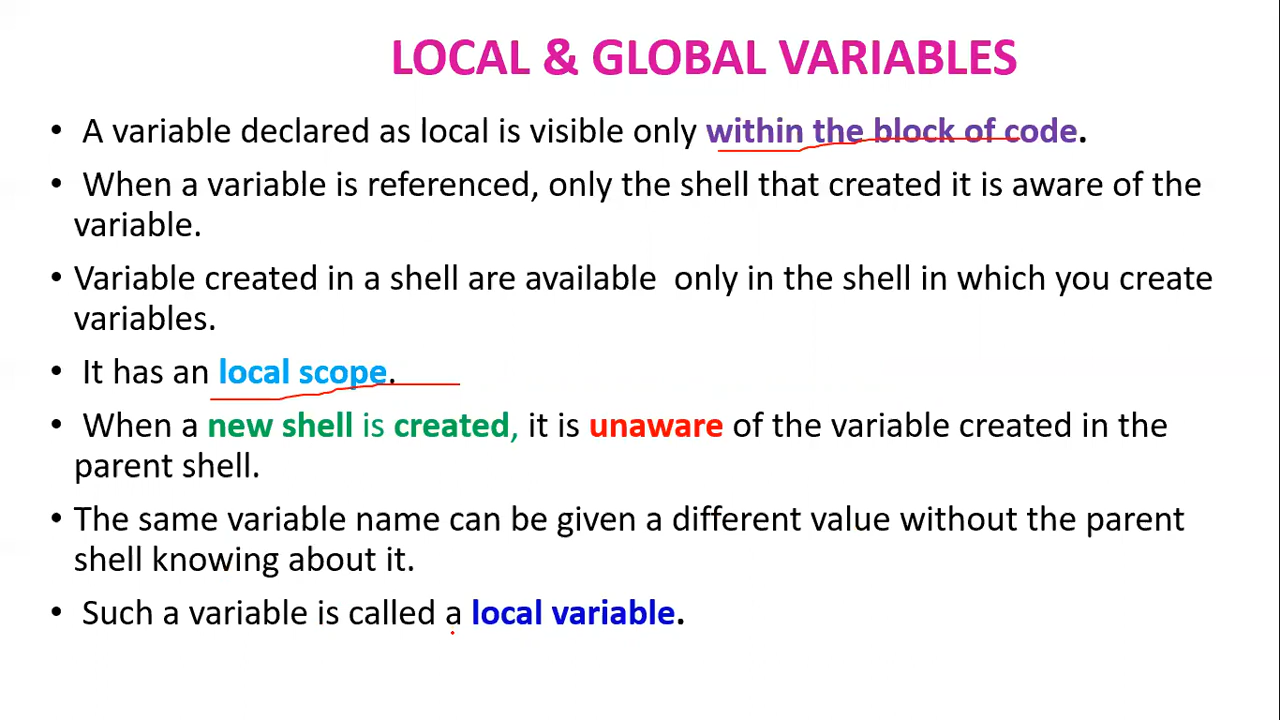 LOCAL & GLOBAL VARIABLES
• A variable declared as local is visible only within the block of code.
• When a variable is referenced, only the shell that created it is aware of the
variable.
• Variable created in a shell are available only in the shell in which you create
variables.
• It has an local scope.
• When a new shell is created, it is unaware of the variable created in the
parent shell.
• The same variable name can be given a different value without the parent
shell knowing about it.
• Such a variable is called a local variable.